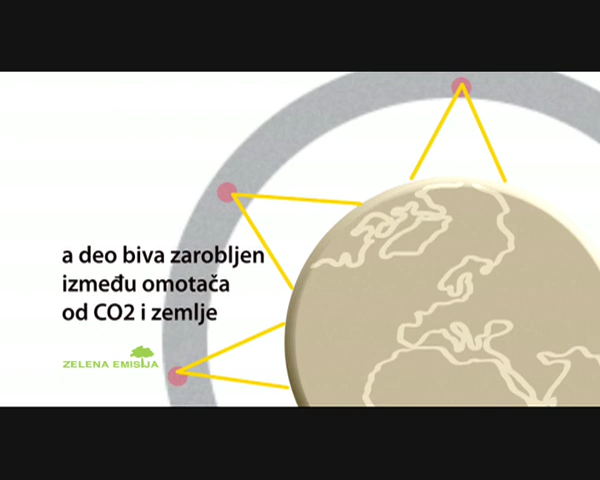 a deo biva zarobljen
između omotača
od CO2 i zemlje
ZELENA EMISIJA